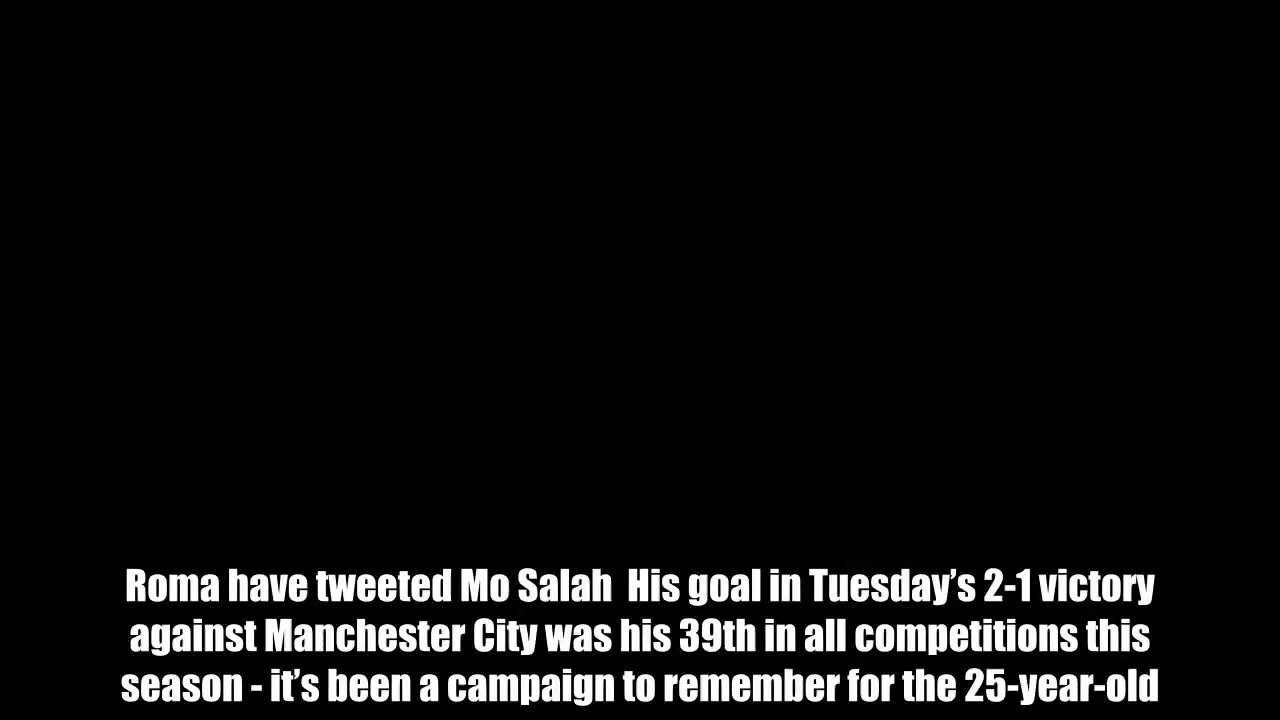 Roma have tweeted Mo Salah  His goal in Tuesday’s 2-1 victory
against Manchester City was his 39th in all competitions this
season - it’s been a campaign to remember for the 25-year-old